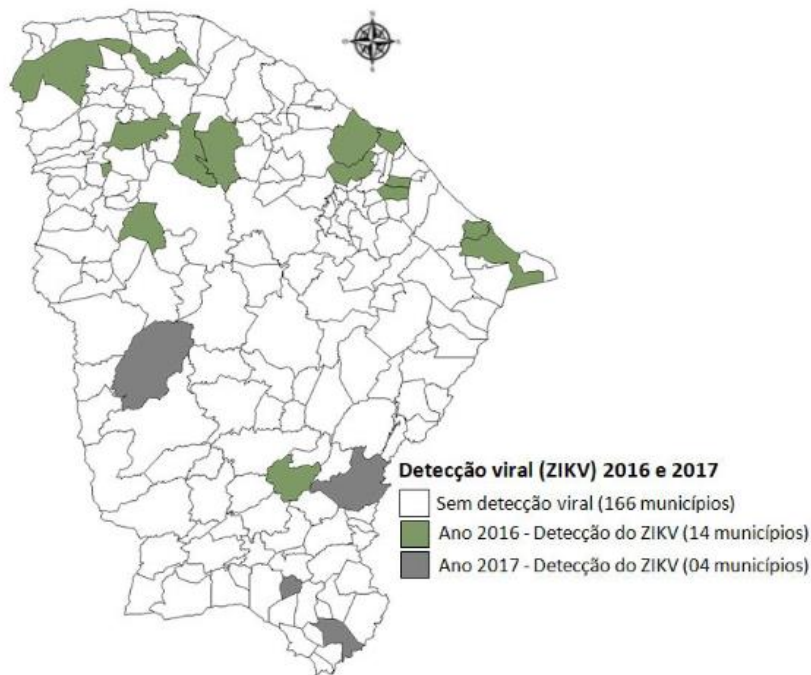 Detecção viral (ZIKV) 2016 e 2017
Sem detecção viral (166 municípios)
Ano 2016 - Detecção do ZIKV (14 municípios)
Ano 2017 - Detecção do ZIKV (04 municípios)